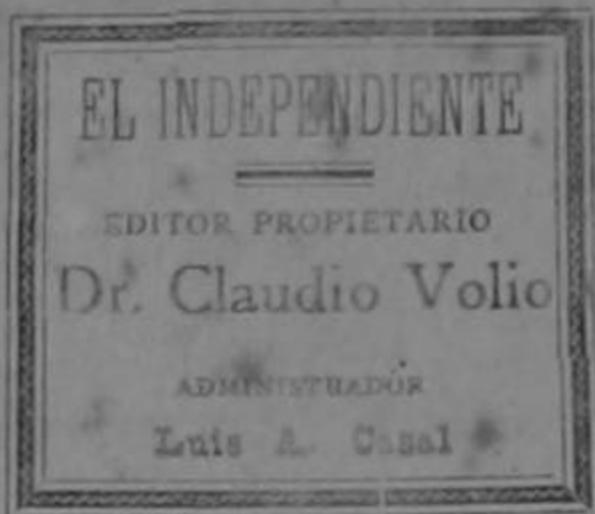 EL INDEPENDIENTE
EDITOR PROPIETARIO
Dr. Claudio Volio
ADMINISTRADOR
Luis A. Casal